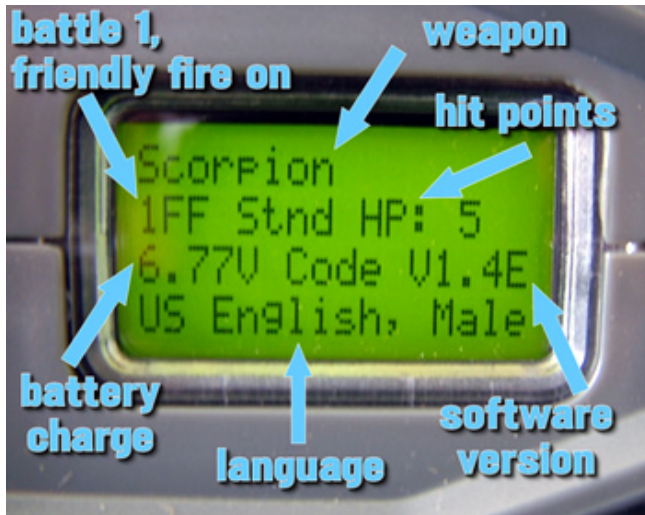 battle 1,
friendly fire on
weapon
hit points
Scorpion
1FF Stnd HP: 5
6.77V Code V1.4E
US English, Male
battery
charge
language
software
version